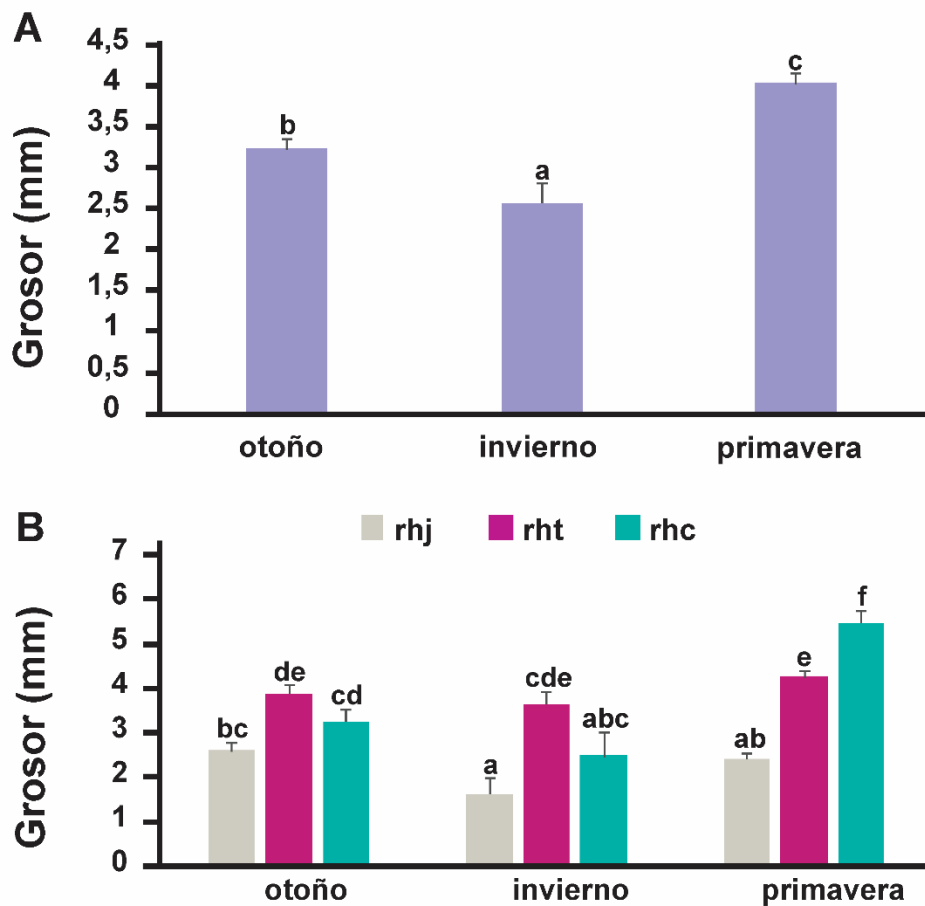 A
Grosor (mm)
4,5
4
3,5
3
2,5
2
1,5
1
0,5
0
b
a
c
otoño invierno primavera
B
rhj rht rhc
Grosor (mm)
7
6
5
4
3
2
1
0
bc de cd
a cde abc
ab e f
otoño invierno primavera